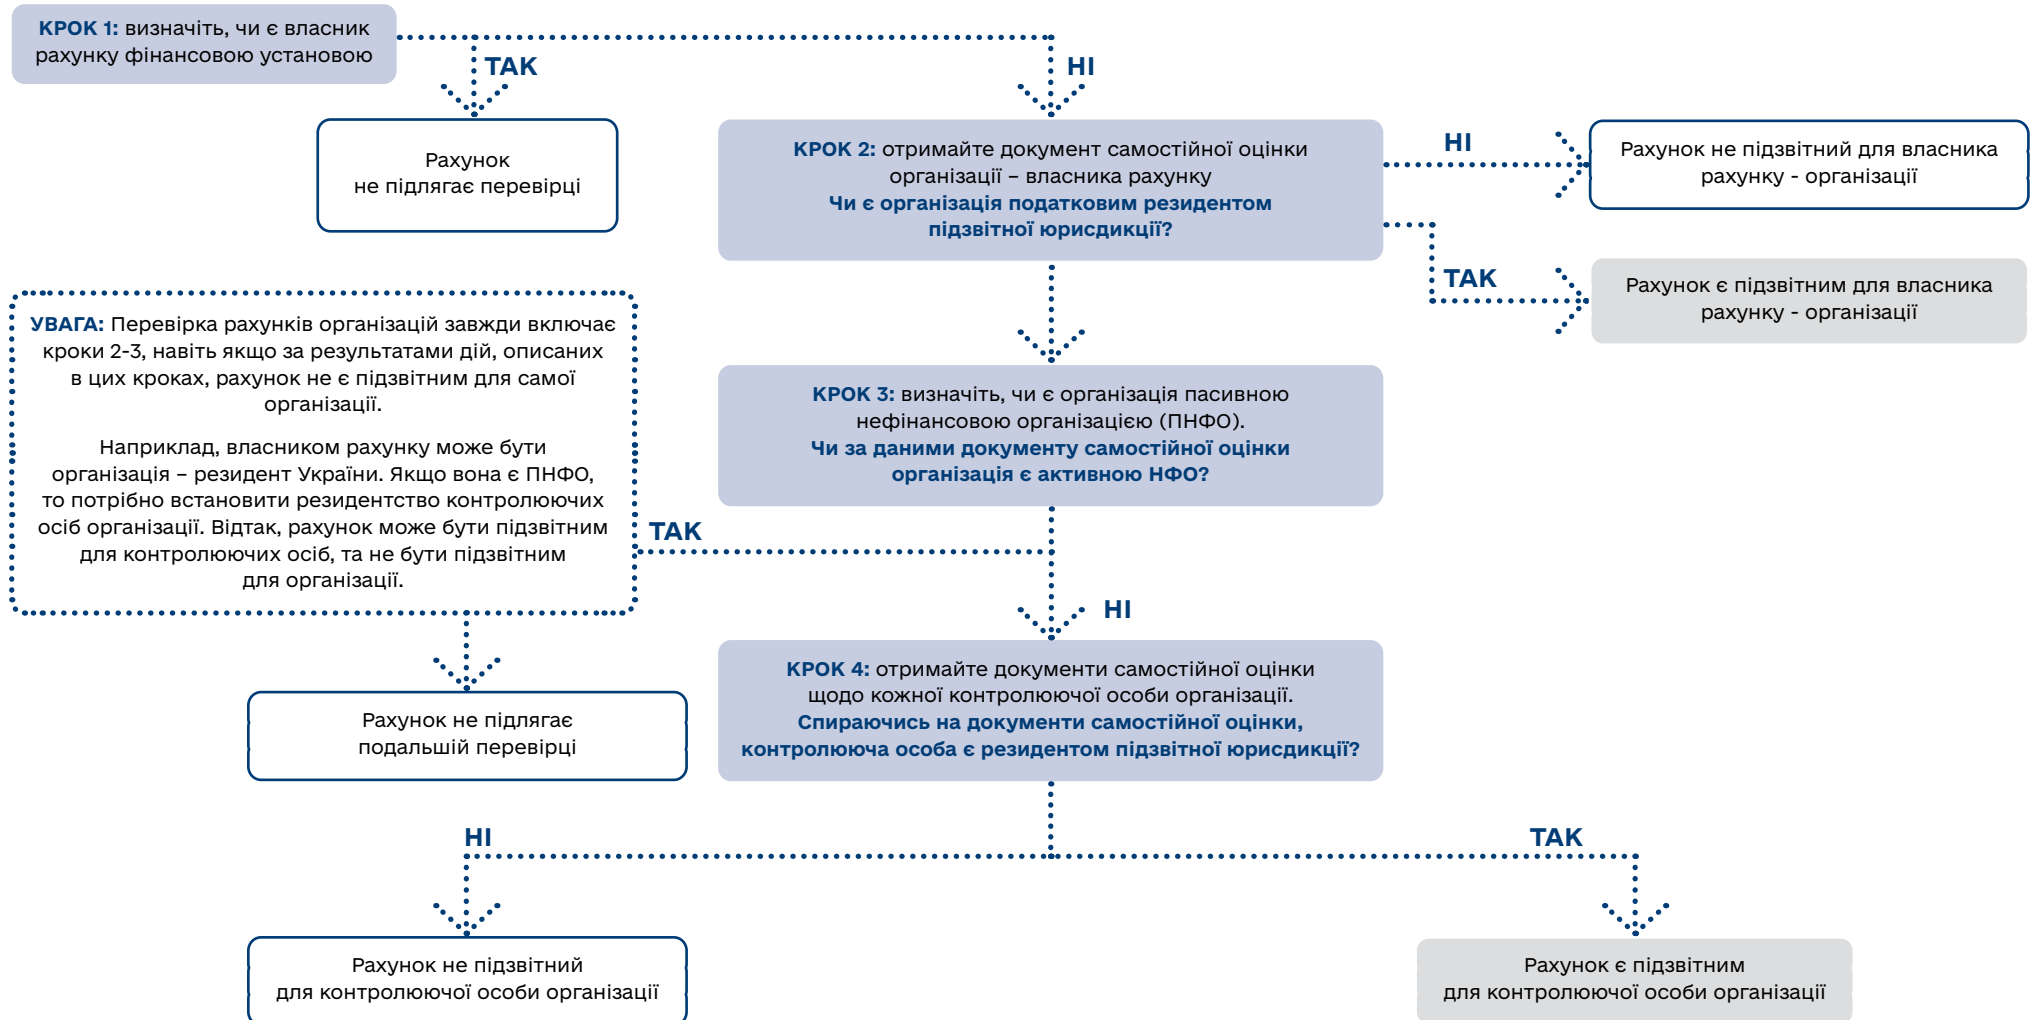 КРОК 1: визначіть, чи є власник
рахунку фінансовою установою
ТАК
НІ
Рахунок
не підлягає перевірці
КРОК 2: отримайте документ самостійної оцінки
організації – власника рахунку
Чи є організація податковим резидентом
підзвітної юрисдикції?
НІ
Рахунок не підзвітний для власника
рахунку - організації
ТАК
Рахунок є підзвітним для власника
рахунку - організації
УВАГА: Перевірка рахунків організацій завжди включає
кроки 2-3, навіть якщо за результатами дій, описаних
в цих кроках, рахунок не є підзвітним для самої
організації.
Наприклад, власником рахунку може бути
організація – резидент України. Якщо вона є ПНФО,
то потрібно встановити резидентство контролюючих
осіб організації. Відтак, рахунок може бути підзвітним
для контролюючих осіб, та не бути підзвітним
для організації.
КРОК 3: визначіть, чи є організація пасивною
нефінансовою організацією (ПНФО).
Чи за даними документу самостійної оцінки
організація є активною НФО?
ТАК
НІ
Рахунок не підлягає
подальшій перевірці
КРОК 4: отримайте документи самостійної оцінки
щодо кожної контролюючої особи організації.
Спираючись на документи самостійної оцінки,
контролююча особа є резидентом підзвітної юрисдикції?
НІ
ТАК
Рахунок не підзвітний
для контролюючої особи організації
Рахунок є підзвітним
для контролюючої особи організації